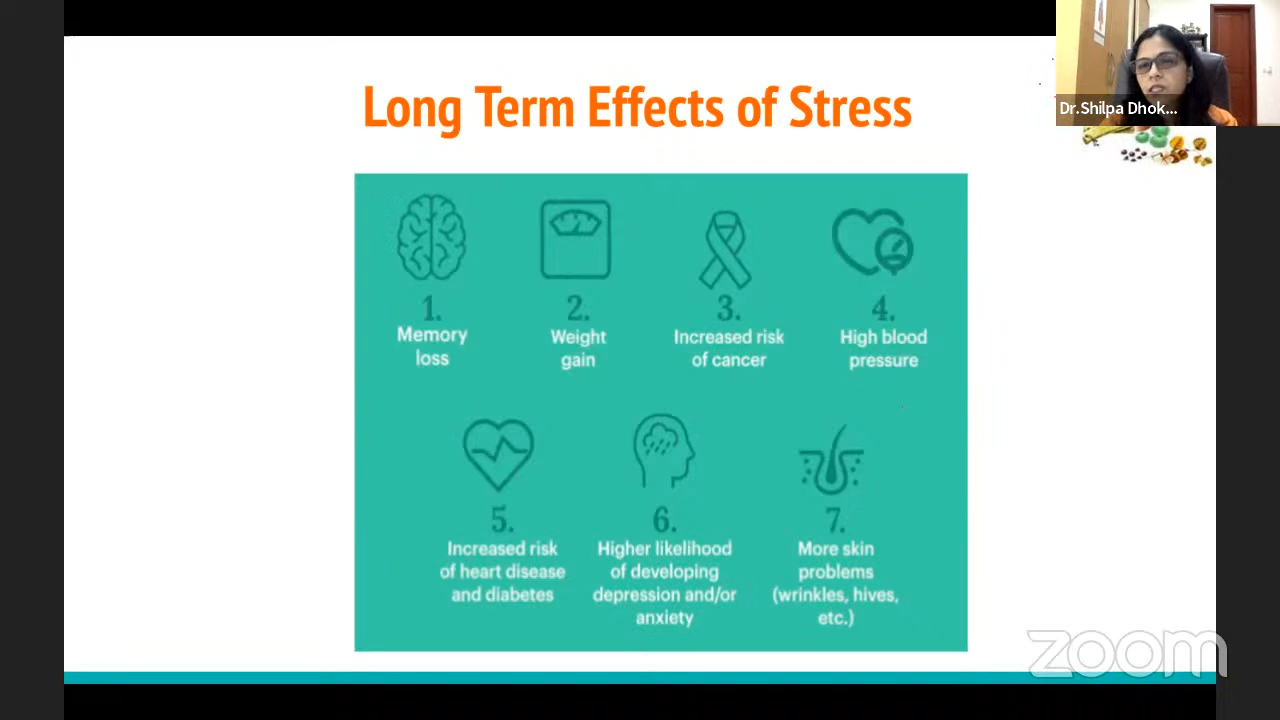 Long Term Effects of Stress
Dr.Shilpa Dhok...
1.
Memory
loss
2.
Weight
gain
3.
Increased risk
of cancer
4.
High blood
pressure
5.
Increased risk
of heart disease
and diabetes
6.
Higher likelihood
of developing
depression and/or
anxiety
7.
More skin
problems
(wrinkles, hives,
etc.)
zoom